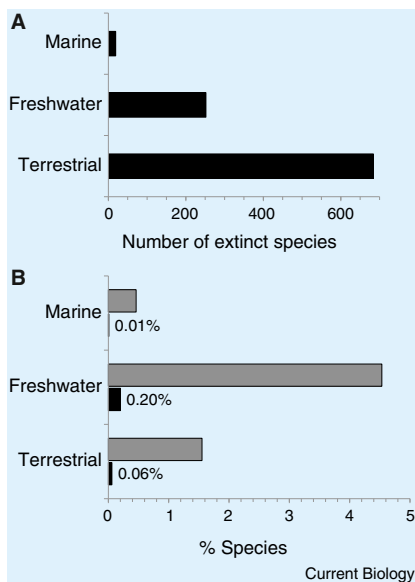 A
Marine
Freshwater
Terrestrial
0 200 400 600
Number of extinct species
B
Marine
0.01%
Freshwater
0.20%
Terrestrial
0.06%
0 1 2 3 4 5
% Species
Current Biology